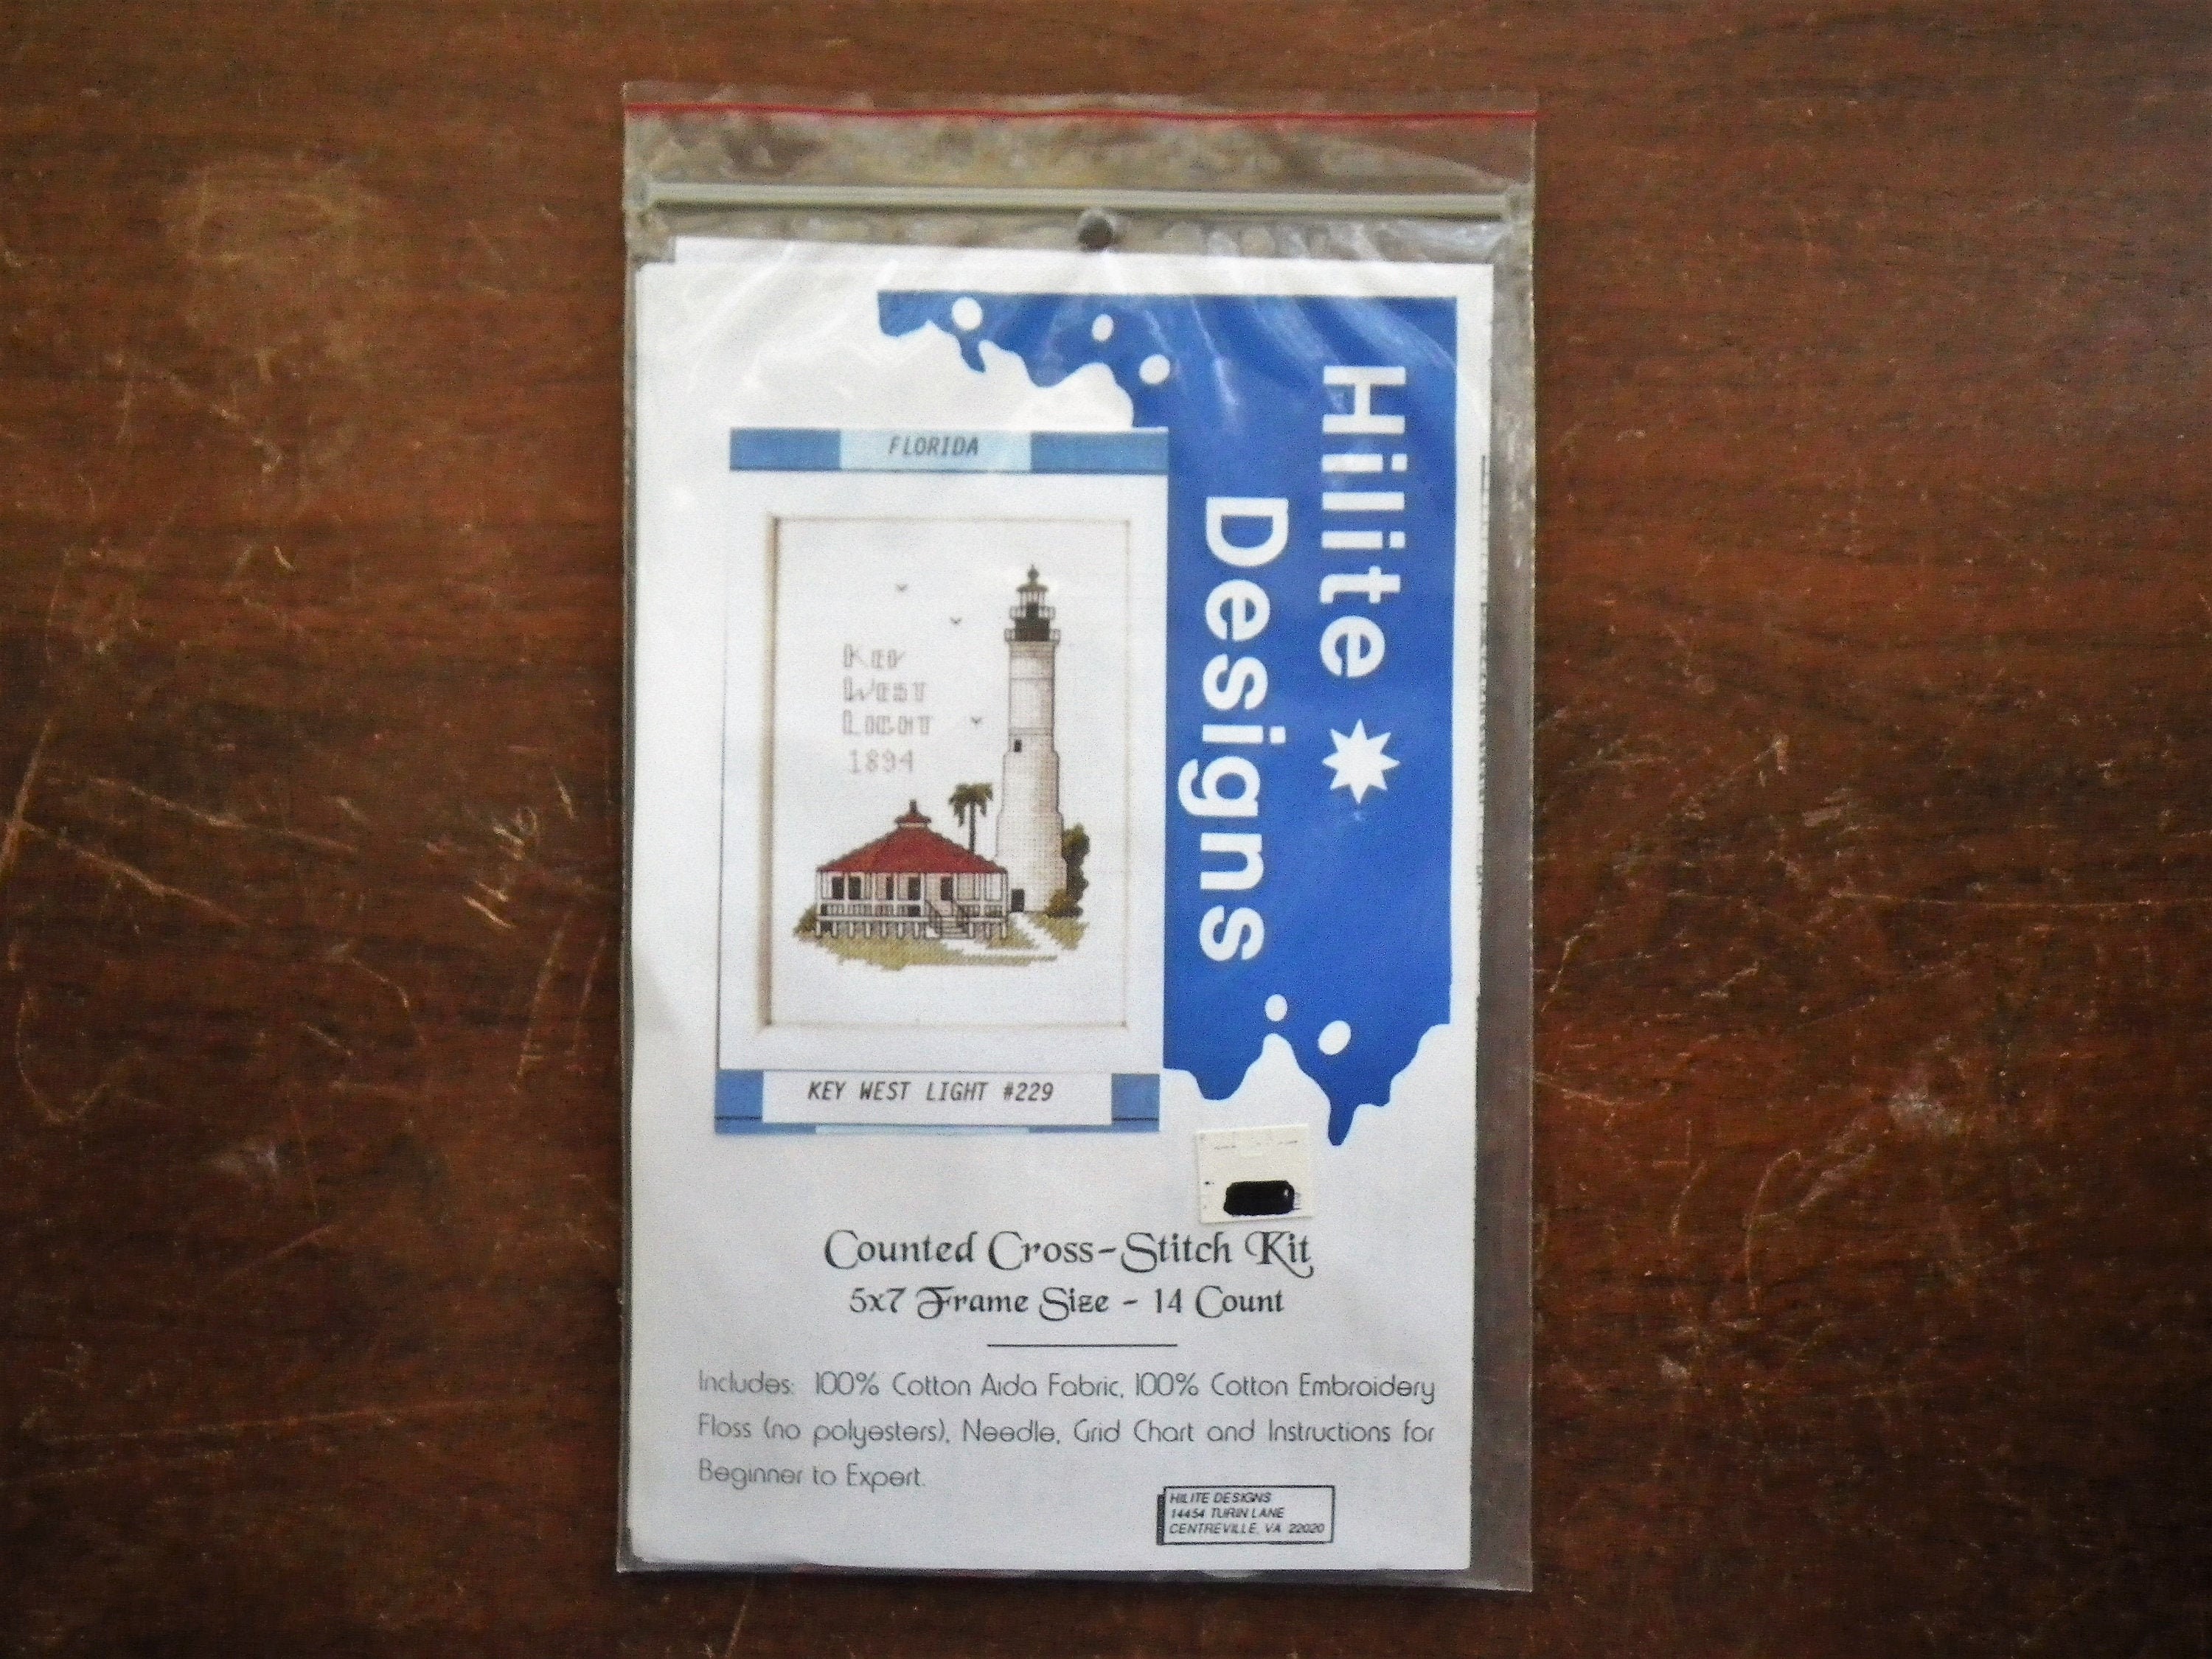 Hilite
Designs
FLORIDA
Key
West
Light
1894
KEY WEST LIGHT #229
Counted Cross-Stitch Kit
5x7 Frame Size - 14 Count
Includes: 100% Cotton Aida Fabric, 100% Cotton Embroidery
Floss (no polyesters), Needle, Grid Chart and Instructions for
Beginner to Expert.
HILITE DESIGNS
14454 TURIN LANE
CENTREVILLE, VA 22020